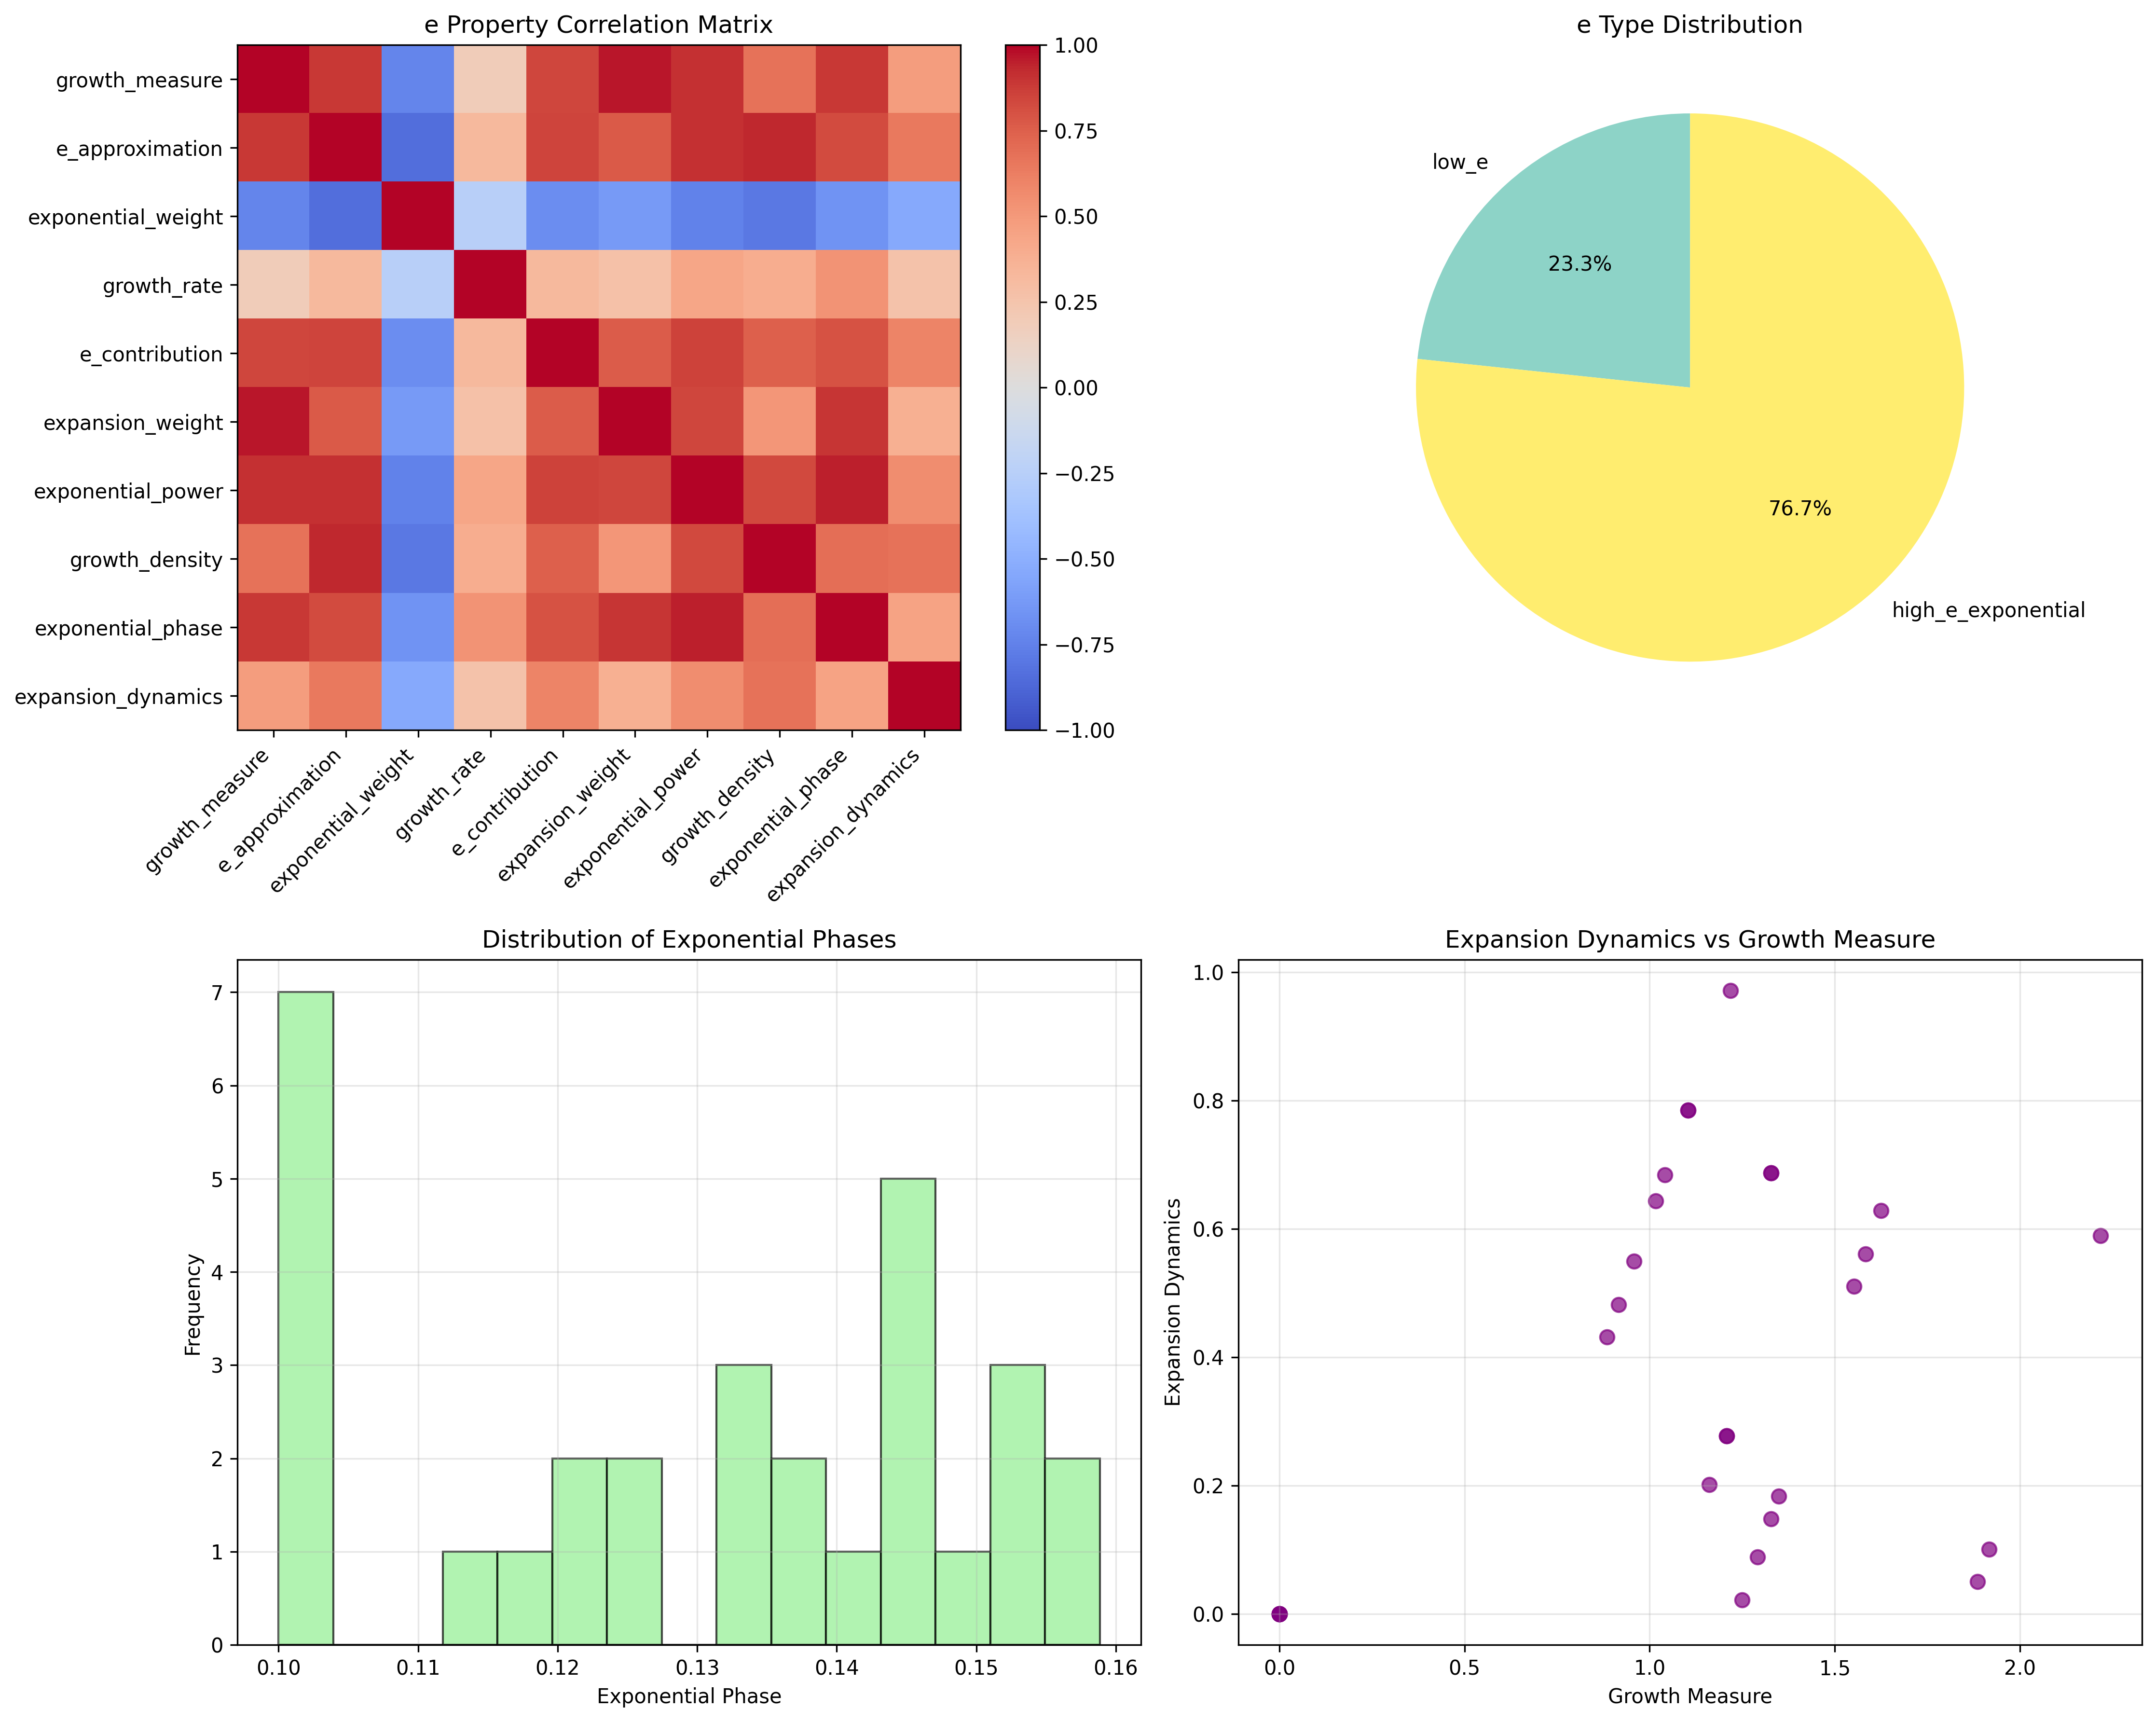 e Property Correlation Matrix
growth_measure
e_approximation
exponential_weight
growth_rate
e_contribution
expansion_weight
exponential_power
growth_density
exponential_phase
expansion_dynamics
growth_measure
e_approximation
exponential_weight
growth_rate
e_contribution
expansion_weight
exponential_power
growth_density
exponential_phase
expansion_dynamics
1.00
0.75
0.50
0.25
0.00
−0.25
−0.50
−0.75
−1.00
e Type Distribution
low_e
23.3%
76.7%
high_e_exponential
Distribution of Exponential Phases
Frequency
7
6
5
4
3
2
1
0
0.10
0.11
0.12
0.13
0.14
0.15
0.16
Exponential Phase
Expansion Dynamics vs Growth Measure
Expansion Dynamics
1.0
0.8
0.6
0.4
0.2
0.0
0.0
0.5
1.0
1.5
2.0
Growth Measure